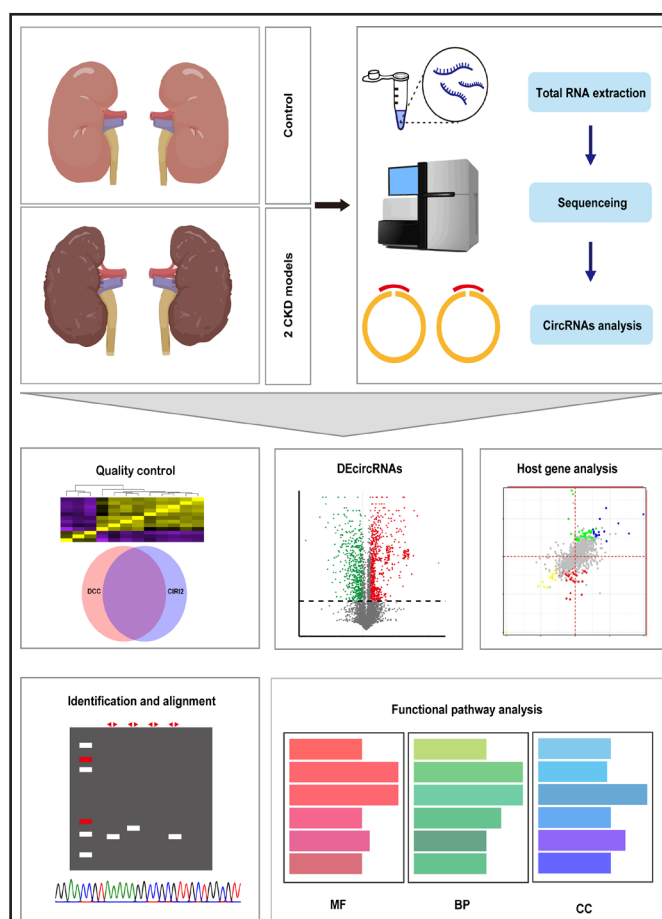 Control
2 CKD models
Total RNA extraction
Sequenceing
CircRNAs analysis
Quality control
DCC
CIRI2
DEcircRNAs
Host gene analysis
Identification and alignment
Functional pathway analysis
MF
BP
CC